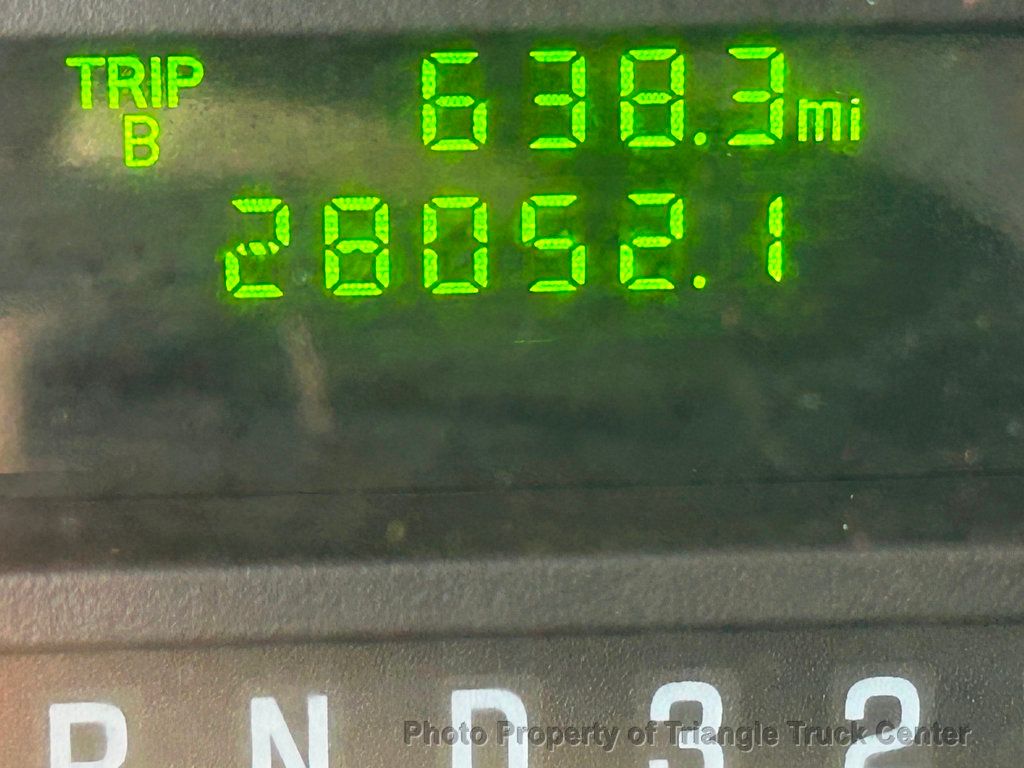 TRIP 638.3 mi
B
28052.1
R N D 3 2
Photo Property of Triangle Truck Center